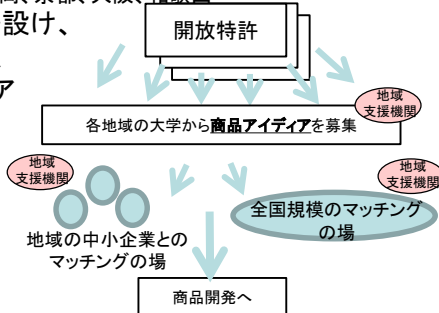 を設け、
ア
開放特許
地域
支援機関
各地域の大学から商品アイディアを募集
地域
支援機関
地域
支援機関
地域の中小企業との
マッチングの場
全国規模のマッチング
の場
商品開発へ